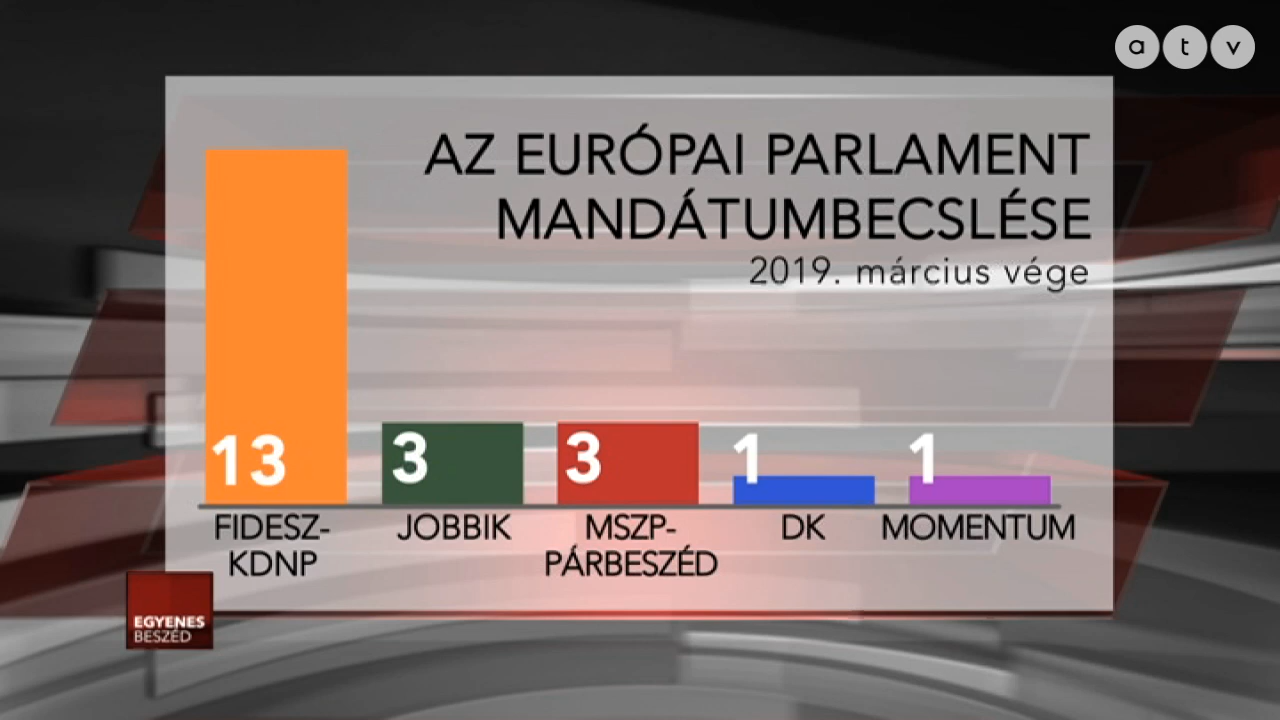 a t v
AZ EURÓPAI PARLAMENT
MANDÁTUMBECSLÉSE
2019. március vége
13
3
3
1
1
FIDESZ-
KDNP
JOBBIK
MSZP-
PÁRBESZÉD
DK
MOMENTUM
EGYENES
BESZÉD